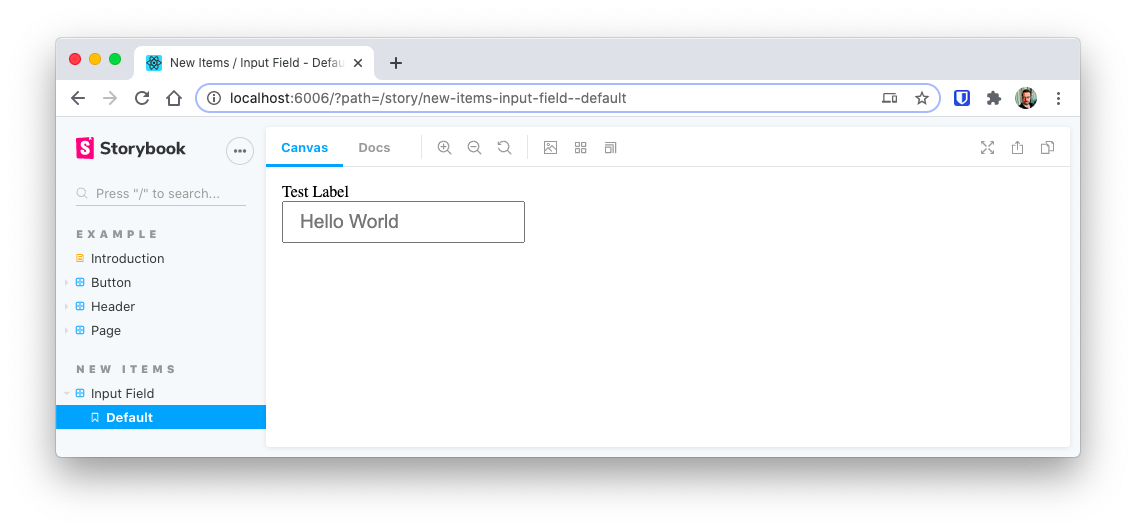 New Items / Input Field - Defau
localhost:6006/?path=/story/new-items-input-field--default
Storybook
Canvas
Docs
Press "/" to search...
Test Label
Hello World
EXAMPLE
Introduction
Button
Header
Page
NEW ITEMS
Input Field
Default